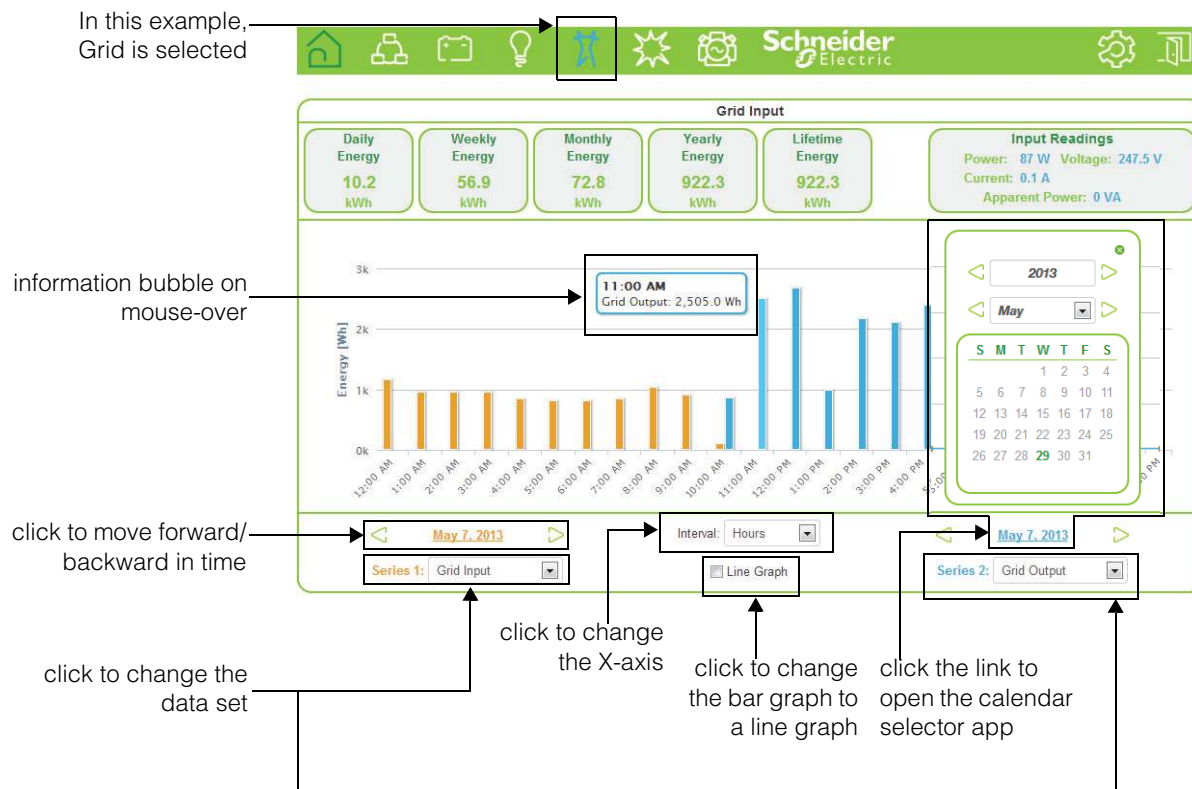 In this example,
Grid is selected
Schneider
Electric
Grid Input
Daily
Energy
10.2
kWh
Weekly
Energy
56.9
kWh
Monthly
Energy
72.8
kWh
Yearly
Energy
922.3
kWh
Lifetime
Energy
922.3
kWh
Input Readings
Power: 87 W Voltage: 247.5 V
Current: 0.1 A
Apparent Power: 0 VA
information bubble on
mouse-over
3k
2k
1k
0k
Energy [Wh]
11:00 AM
Grid Output: 2,505.0 Wh
2013
May
S M T W T F S
1 2 3 4
5 6 7 8 9 10 11
12 13 14 15 16 17 18
19 20 21 22 23 24 25
26 27 28 29 30 31
12:00 AM
1:00 AM
2:00 AM
3:00 AM
4:00 AM
5:00 AM
6:00 AM
7:00 AM
8:00 AM
9:00 AM
10:00 AM
11:00 AM
12:00 PM
1:00 PM
2:00 PM
3:00 PM
4:00 PM
PM
click to move forward/
backward in time
May 7, 2013
Interval: Hours
May 7, 2013
Series 1: Grid Input
Line Graph
Series 2: Grid Output
click to change
the X-axis
click to change the
data set
click to change
the bar graph to
a line graph
click the link to
open the calendar
selector app